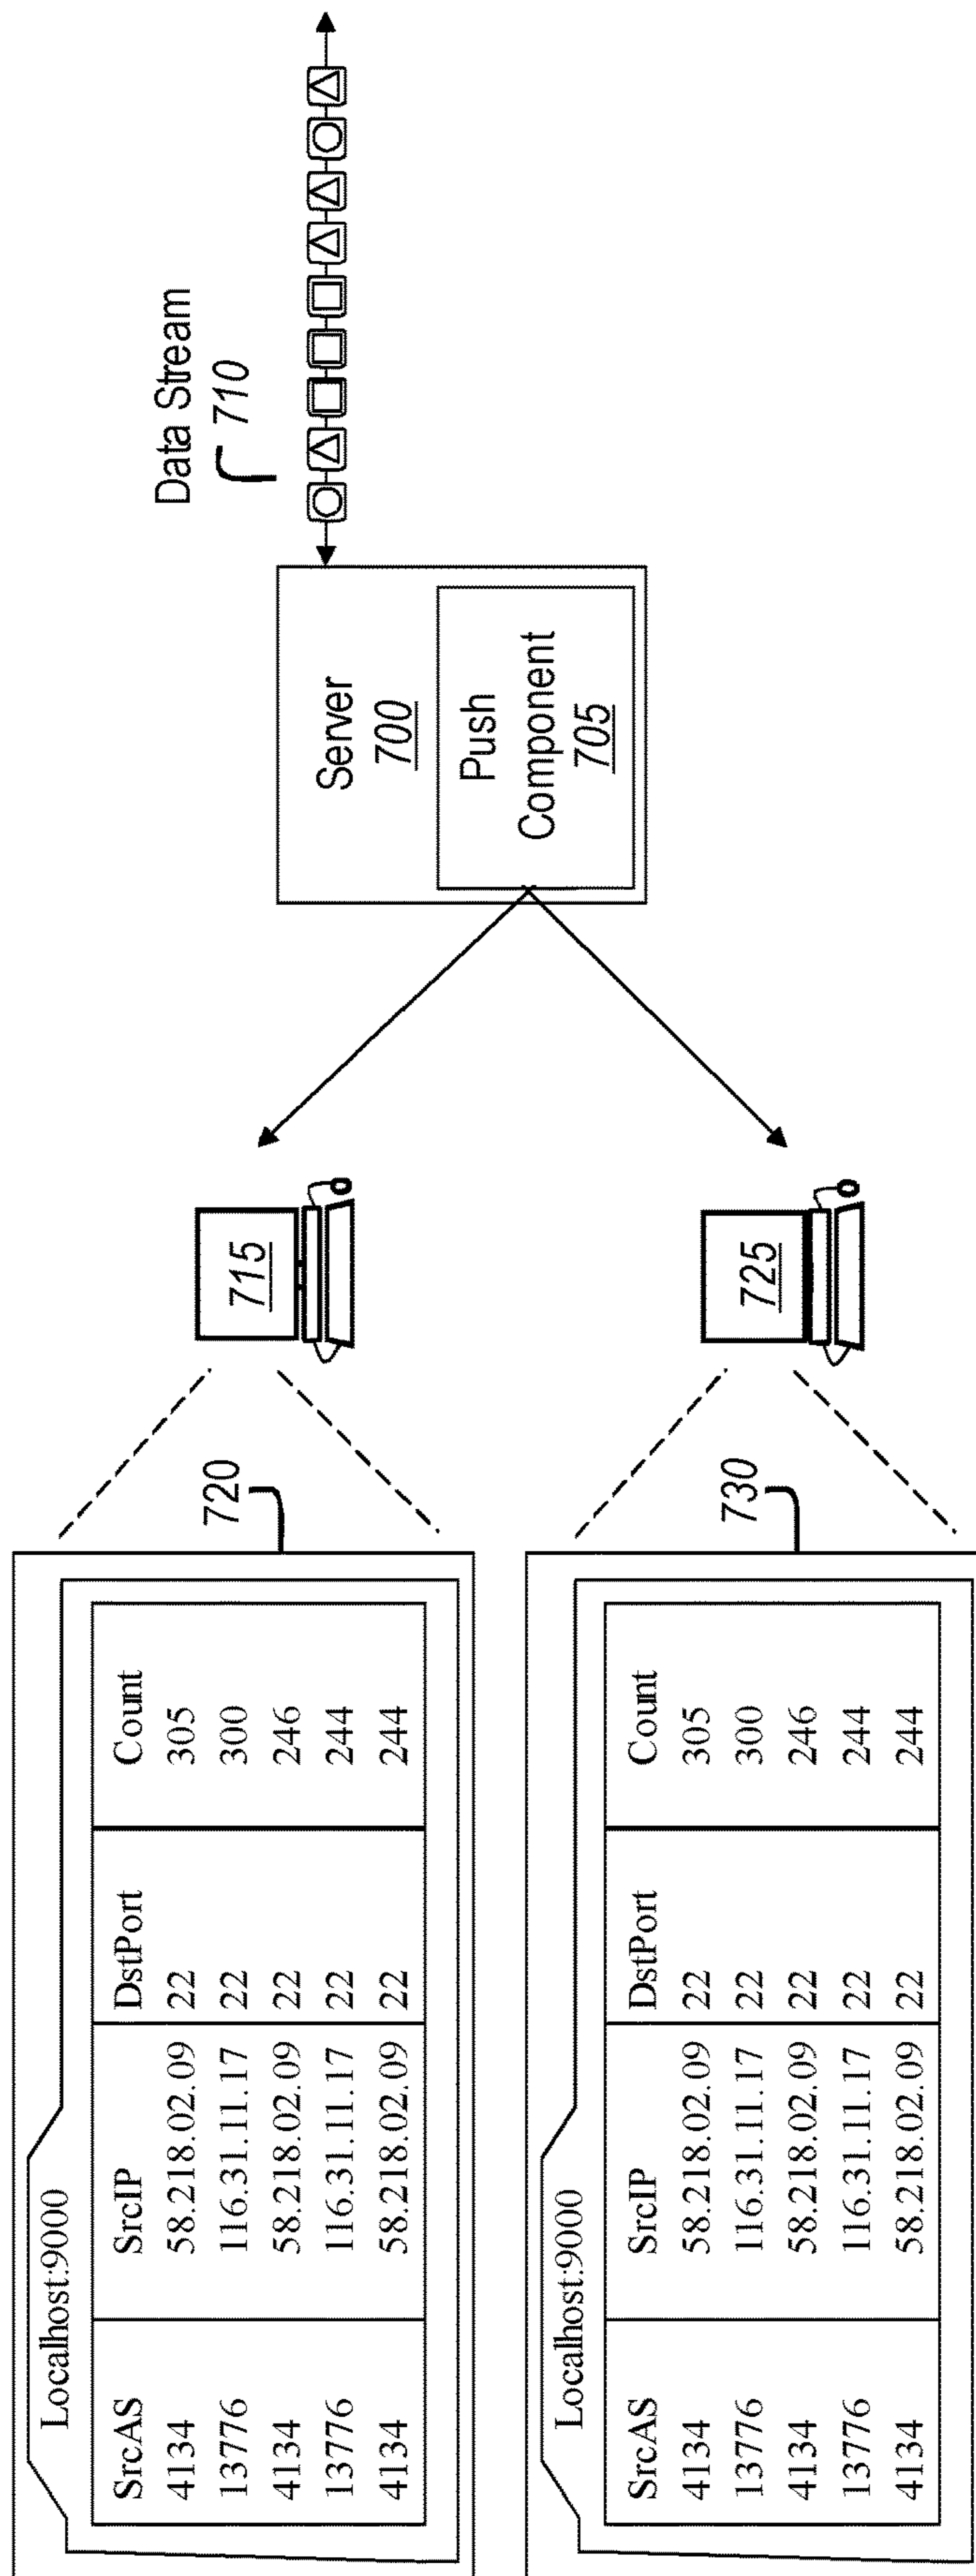 Localhost:9000
SrcAS SrcIP DstPort Count
4134 58.218.02.09 22 305
13776 116.31.11.17 22 300
4134 58.218.02.09 22 246
13776 116.31.11.17 22 244
4134 58.218.02.09 22 244
720
715
Localhost:9000
SrcAS SrcIP DstPort Count
4134 58.218.02.09 22 305
13776 116.31.11.17 22 300
4134 58.218.02.09 22 246
13776 116.31.11.17 22 244
4134 58.218.02.09 22 244
730
725
Server
700
Push
Component
705
Data Stream
710